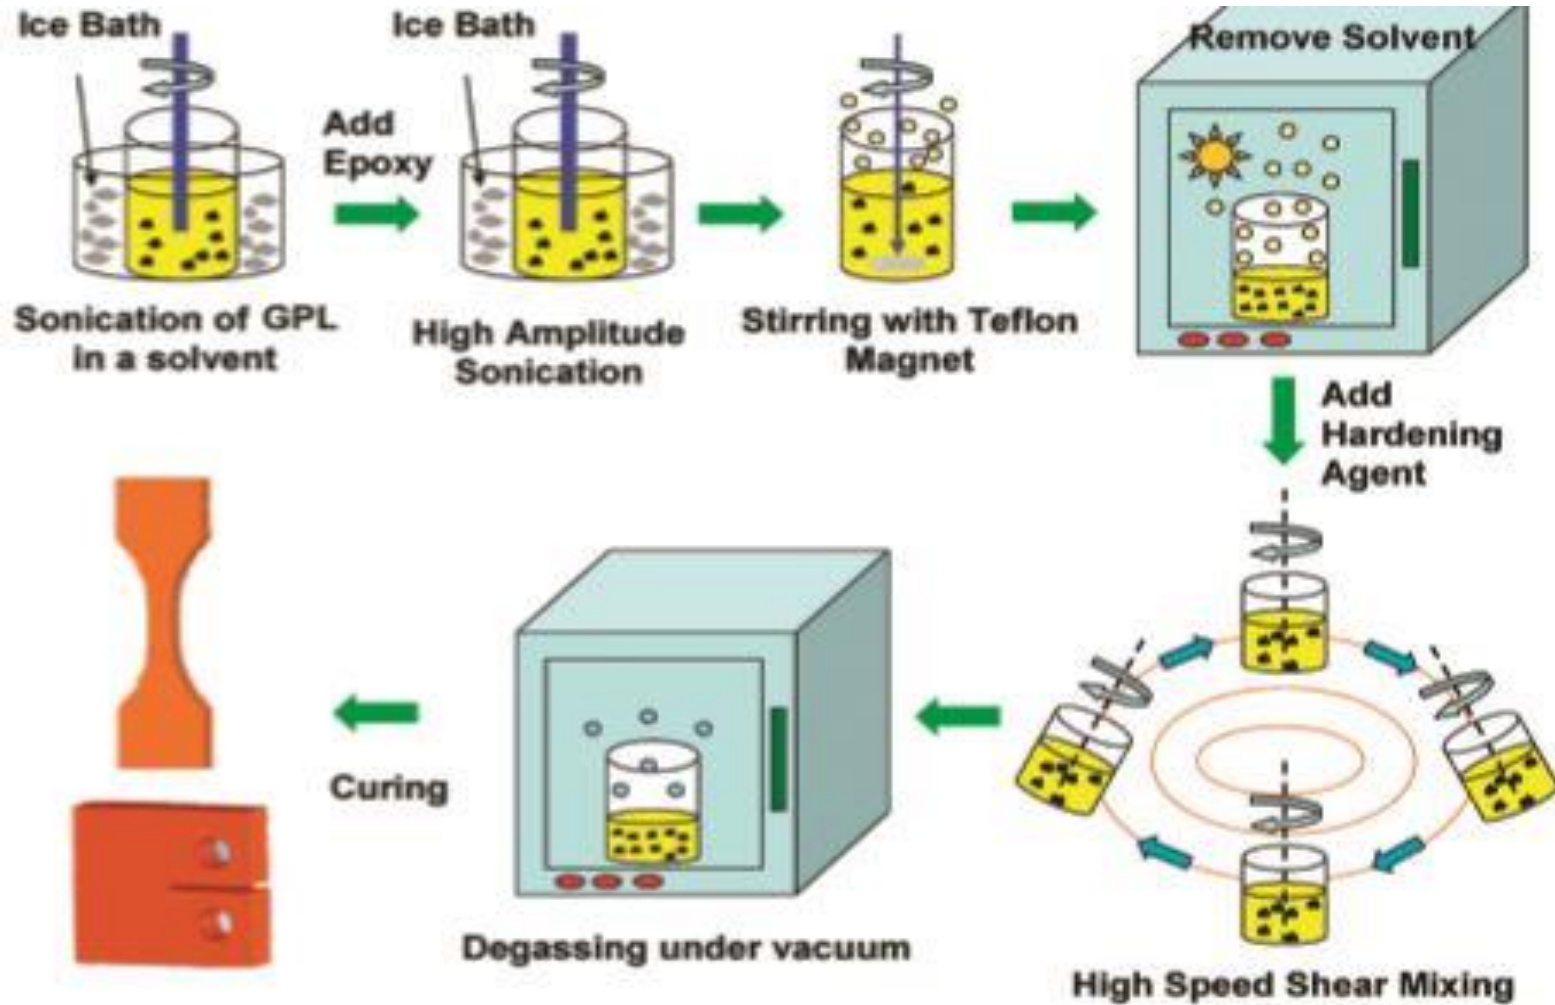 Ice Bath
Ice Bath
Remove Solvent
Add
Epoxy
Sonication of GPL
in a solvent
High Amplitude
Sonication
Stirring with Teflon
Magnet
Add
Hardening
Agent
Curing
Degassing under vacuum
High Speed Shear Mixing